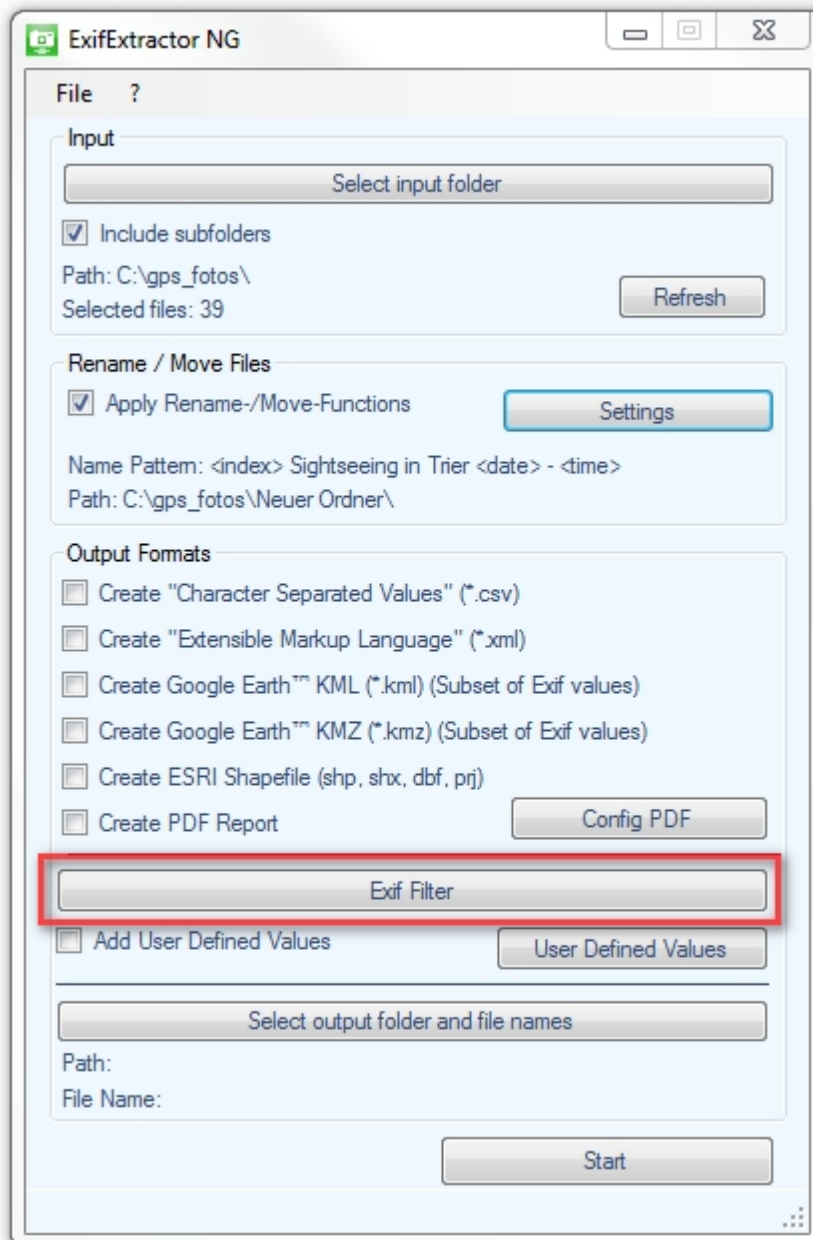 ExifExtractor NG
File ?
Input
Select input folder
Include subfolders
Path: C:\gps_fotos\
Selected files: 39
Refresh
Rename / Move Files
Apply Rename-/Move-Functions
Settings
Name Pattern: <index> Sightseeing in Trier <date> - <time>
Path: C:\gps_fotos\Neuer Ordner\
Output Formats
Create "Character Separated Values" (*.csv)
Create "Extensible Markup Language" (*.xml)
Create Google Earth™ KML (*.kml) (Subset of Exif values)
Create Google Earth™ KMZ (*.kmz) (Subset of Exif values)
Create ESRI Shapefile (shp, shx, dbf, prj)
Create PDF Report
Config PDF
Exif Filter
Add User Defined Values
User Defined Values
Select output folder and file names
Path:
File Name:
Start